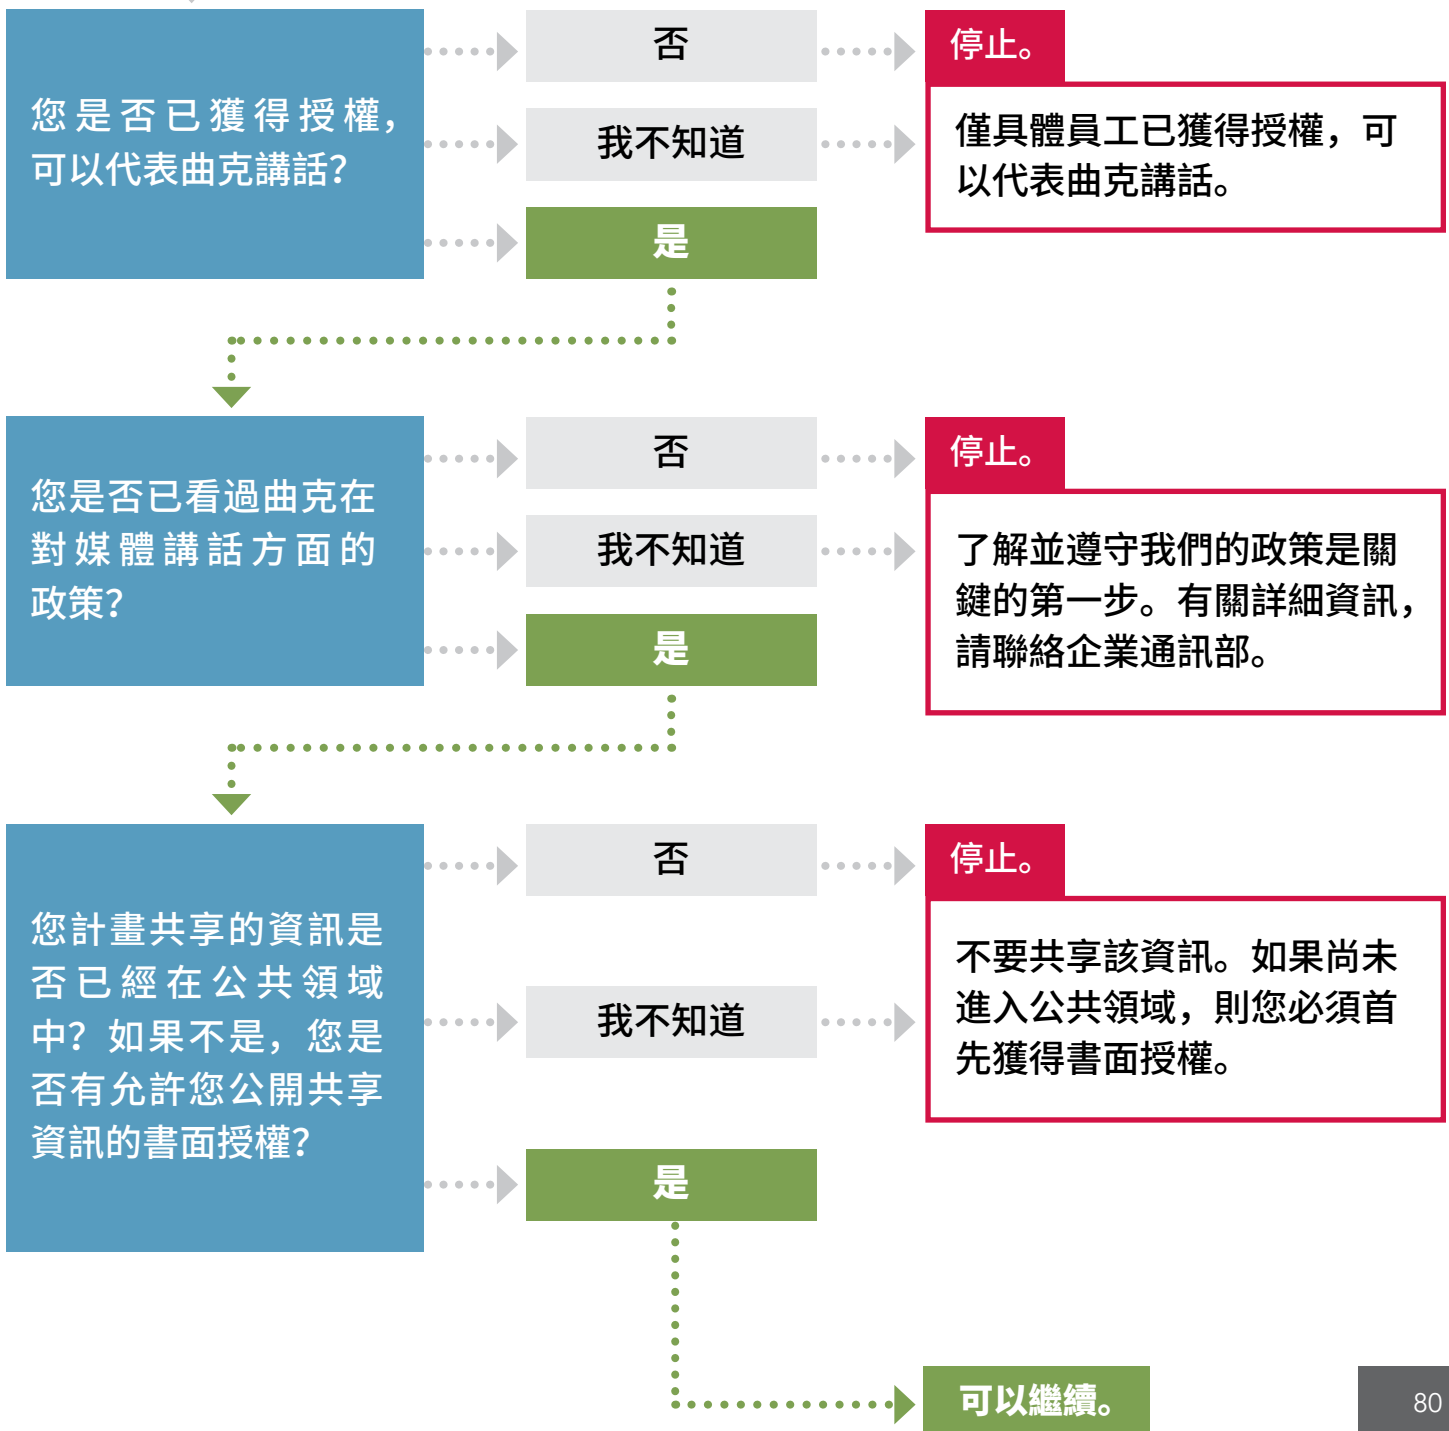 您是否已獲得授權，
可以代表曲克講話？
否
停止。
我不知道
僅具體員工已獲得授權，可
以代表曲克講話。
是
您是否已看過曲克在
對媒體講話方面的
政策？
否
停止。
我不知道
了解並遵守我們的政策是關
鍵的第一步。有關詳細資訊，
請聯絡企業通訊部。
是
您計畫共享的資訊是
否已經在公共領域
中？如果不是，您是
否有允許您公開共享
資訊的書面授權？
否
停止。
我不知道
不要共享該資訊。如果尚未
進入公共領域，則您必須首
先獲得書面授權。
是
可以繼續。
80